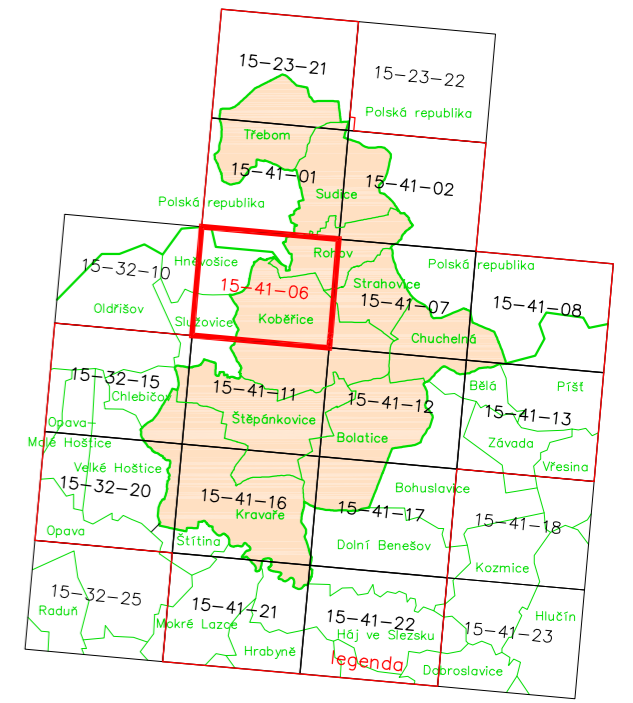 15-23-21
15-23-22
Polská republika
Třebom
15-41-01
15-41-02
Sudice
Polská republika
Rohov
Hněvošice
Polská republika
15-32-10
15-41-06
Strahovice
15-41-07
15-41-08
Oldřišov
Služovice
Koběřice
Chuchelná
15-32-15
15-41-11
Bělá
Píšť
Chlebičov
15-41-12
15-41-13
Opava-
Malé Hoštice
Štěpánkovice
Bolatice
Závada
Velké Hoštice
Vřesina
15-32-20
15-41-16
Bohuslavice
Kravaře
15-41-17
15-41-18
Opava
Štítina
Dolní Benešov
Kozmice
15-32-25
Raduň
15-41-21
15-41-22
Hlučín
Mokré Lazce
Háj ve Slezsku
15-41-23
Hrabyně
legenda
Dobroslavice